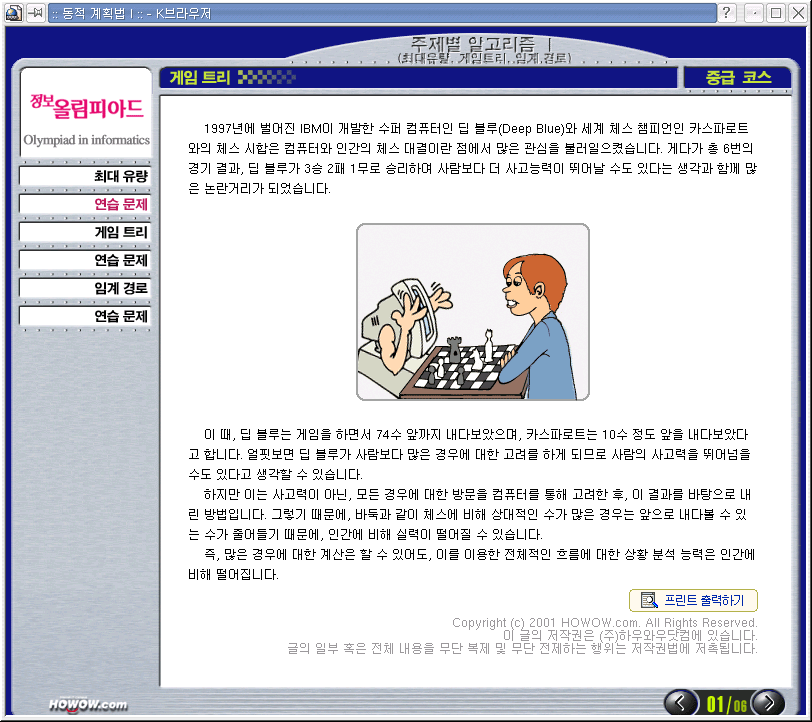 :: 동적 계획법 I :: - K브라우저
주제별 알고리즘 I
(최대유량, 게임트리, 임계.경로)
정보올림피아드
Olympiad in informatics
최대 유량
연습 문제
게임 트리
연습 문제
임계 경로
연습 문제
게임 트리
중급 코스
1997년에 벌어진 IBM이 개발한 수퍼 컴퓨터인 딥 블루(Deep Blue)와 세계 체스 챔피언인 카스파로트
와의 체스 시합은 컴퓨터와 인간의 체스 대결이란 점에서 많은 관심을 불러일으켰습니다. 게다가 총 6번의
경기 결과, 딥 블루가 3승 2패 1무로 승리하여 사람보다 더 사고능력이 뛰어날 수도 있다는 생각과 함께 많
은 논란거리가 되었습니다.
이 때, 딥 블루는 게임을 하면서 74수 앞까지 내다보았으며, 카스파로트는 10수 정도 앞을 내다보았다
고 합니다. 얼핏보면 딥 블루가 사람보다 많은 경우에 대한 고려를 하게 되므로 사람의 사고력을 뛰어넘을
수도 있다고 생각할 수 있습니다.
하지만 이는 사고력이 아닌, 모든 경우에 대한 방문을 컴퓨터를 통해 고려한 후, 이 결과를 바탕으로 내
린 방법입니다. 그렇기 때문에, 바둑과 같이 체스에 비해 상대적인 수가 많은 경우는 앞으로 내다볼 수 있
는 수가 줄어들기 때문에, 인간에 비해 실력이 떨어질 수 있습니다.
즉, 많은 경우에 대한 계산은 할 수 있어도, 이를 이용한 전체적인 흐름에 대한 상황 분석 능력은 인간에
비해 떨어집니다.
프린트 출력하기
Copyright (c) 2001 HOWOW.com. All Rights Reserved.
이 글의 저작권은 (주)하우와우닷컴에 있습니다.
글의 일부 혹은 전체 내용을 무단 복제 및 무단 전제하는 행위는 저작권법에 저촉됩니다.
HOWOW.com
01/06